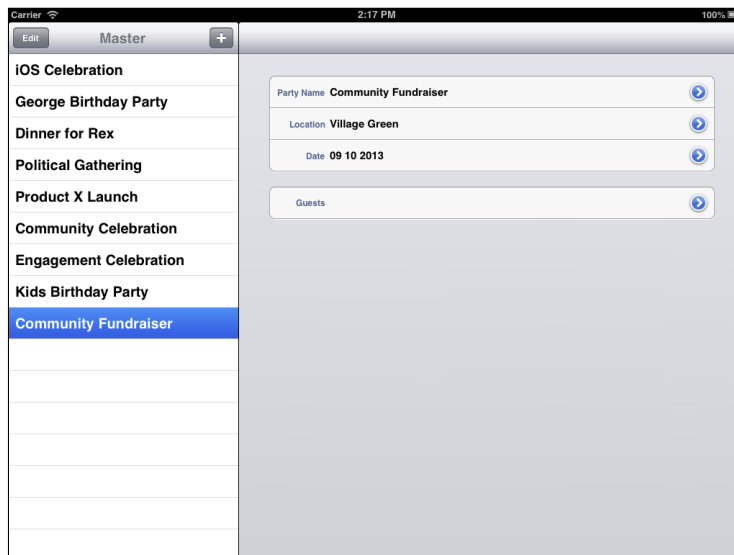 Carrier 2:17 PM 100%
Edit Master +
iOS Celebration
George Birthday Party
Dinner for Rex
Political Gathering
Product X Launch
Community Celebration
Engagement Celebration
Kids Birthday Party
Community Fundraiser
Party Name Community Fundraiser
Location Village Green
Date 09 10 2013
Guests